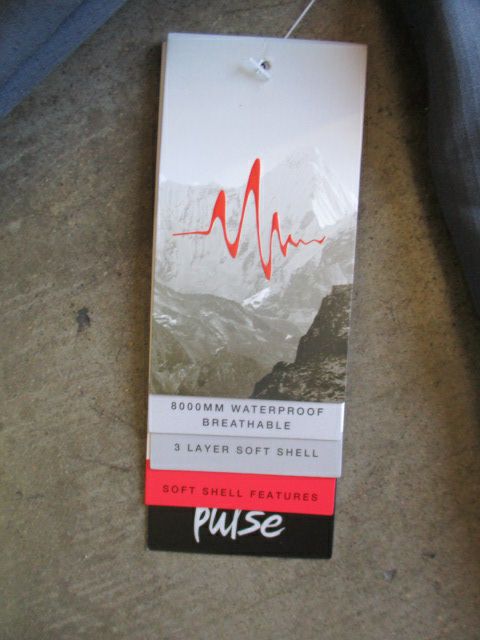 8000MM WATERPROOF
BREATHABLE
3 LAYER SOFT SHELL
SOFT SHELL FEATURES
pulse